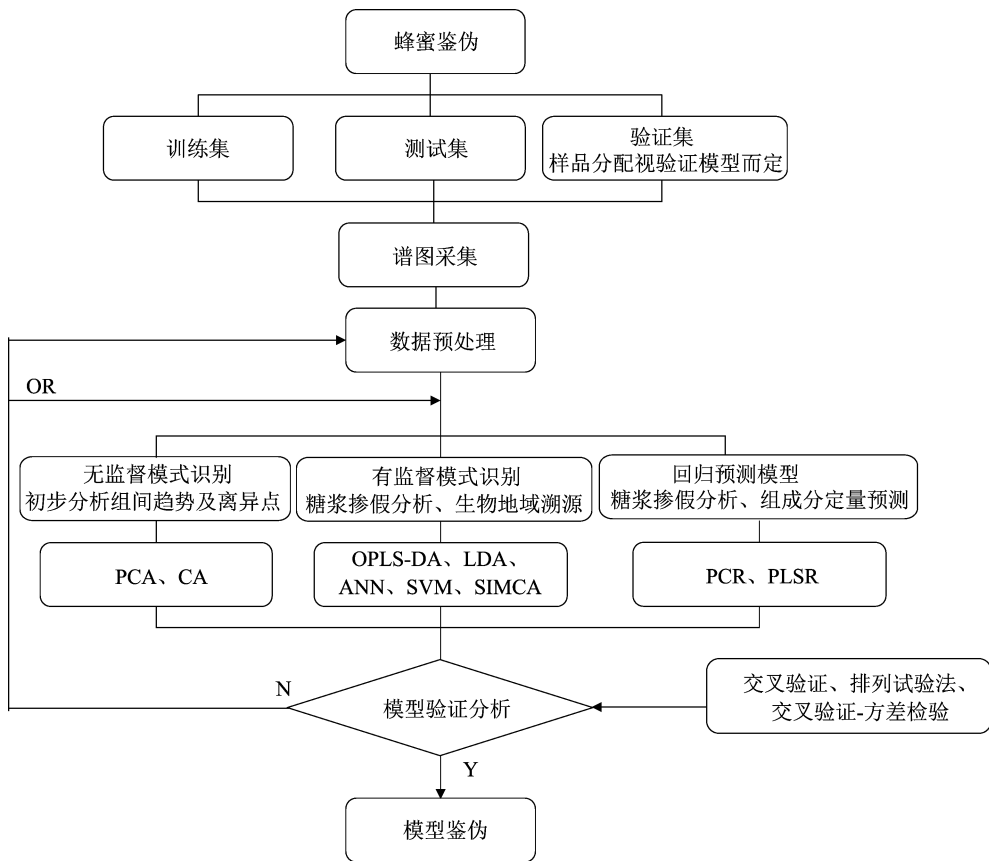 蜂蜜鉴伪
训练集
测试集
验证集
样品分配视验证模型而定
谱图采集
数据预处理
OR
无监督模式识别
初步分析组间趋势及离异点
有监督模式识别
糖浆掺假分析、生物地域溯源
回归预测模型
糖浆掺假分析、组成分定量预测
PCA、CA
OPLS-DA、LDA、
ANN、SVM、SIMCA
PCR、PLSR
N
模型验证分析
交叉验证、排列试验法、
交叉验证-方差检验
Y
模型鉴伪